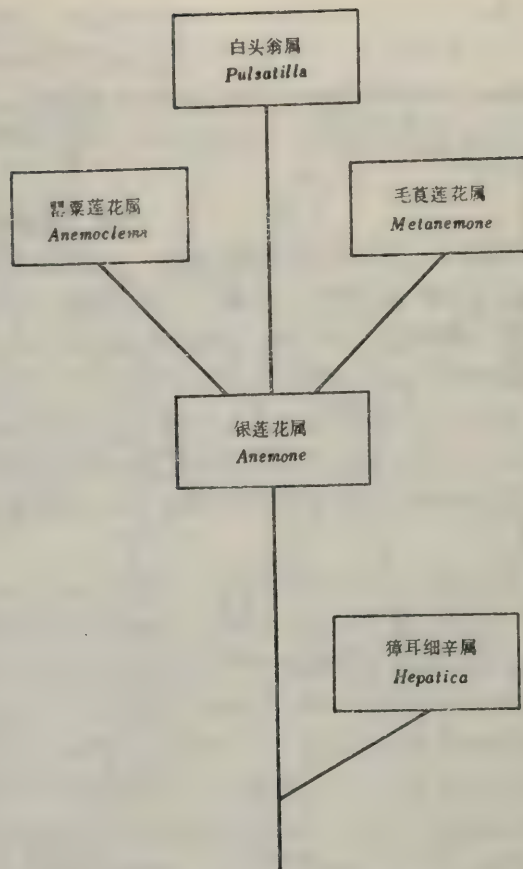 白头翁属
Pulsatilla
罂粟莲花属
Anemoclema
毛茛莲花属
Metanemone
银莲花属
Anemone
獐耳细辛属
Hepatica